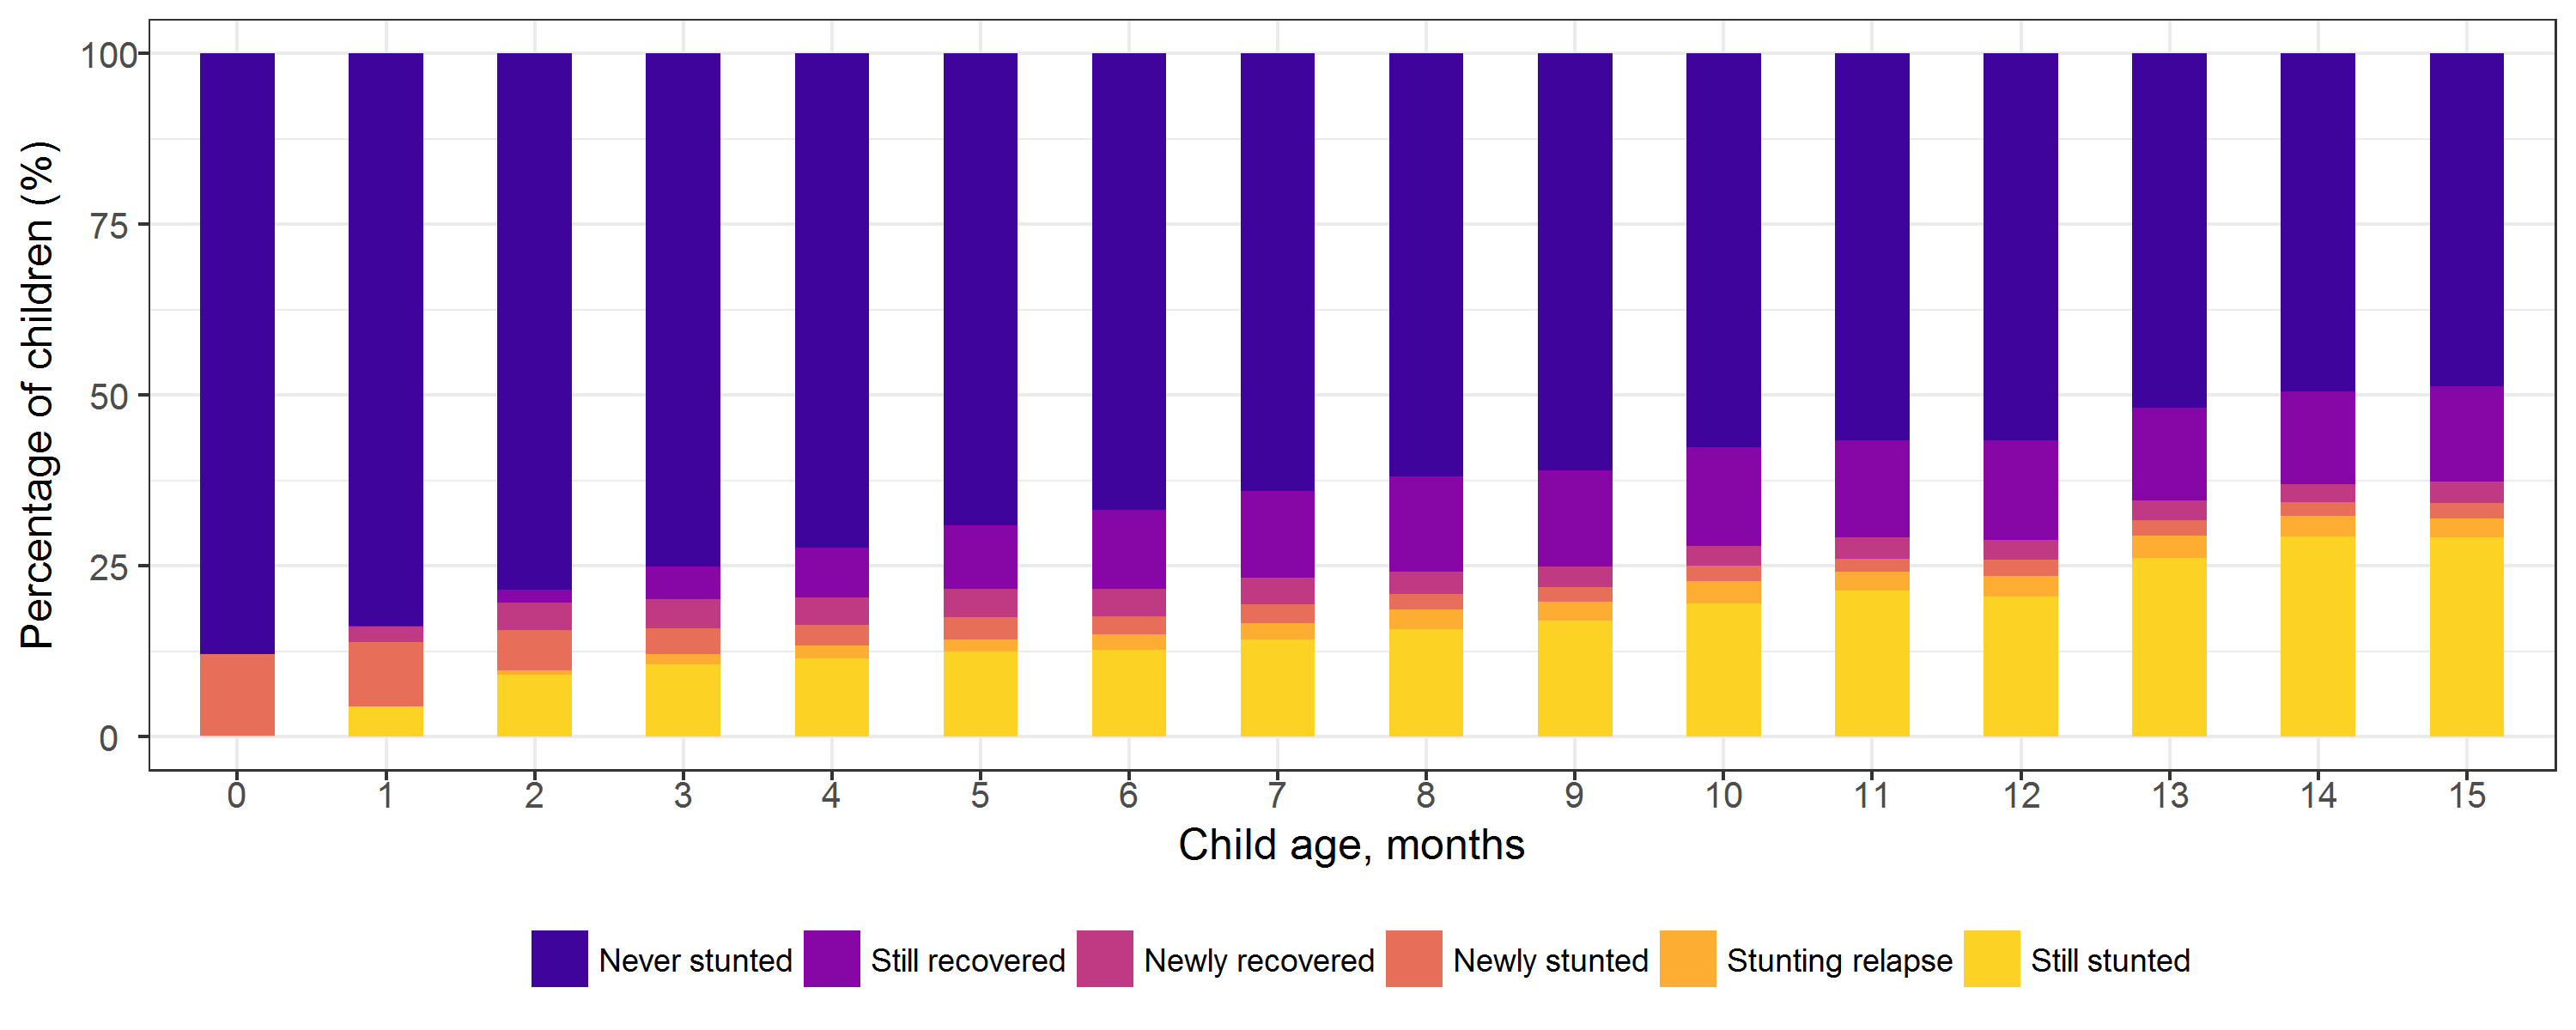 Percentage of children (%)
100
75
50
25
0
0 1 2 3 4 5 6 7 8 9 10 11 12 13 14 15
Child age, months
Never stunted Still recovered Newly recovered Newly stunted Stunting relapse Still stunted